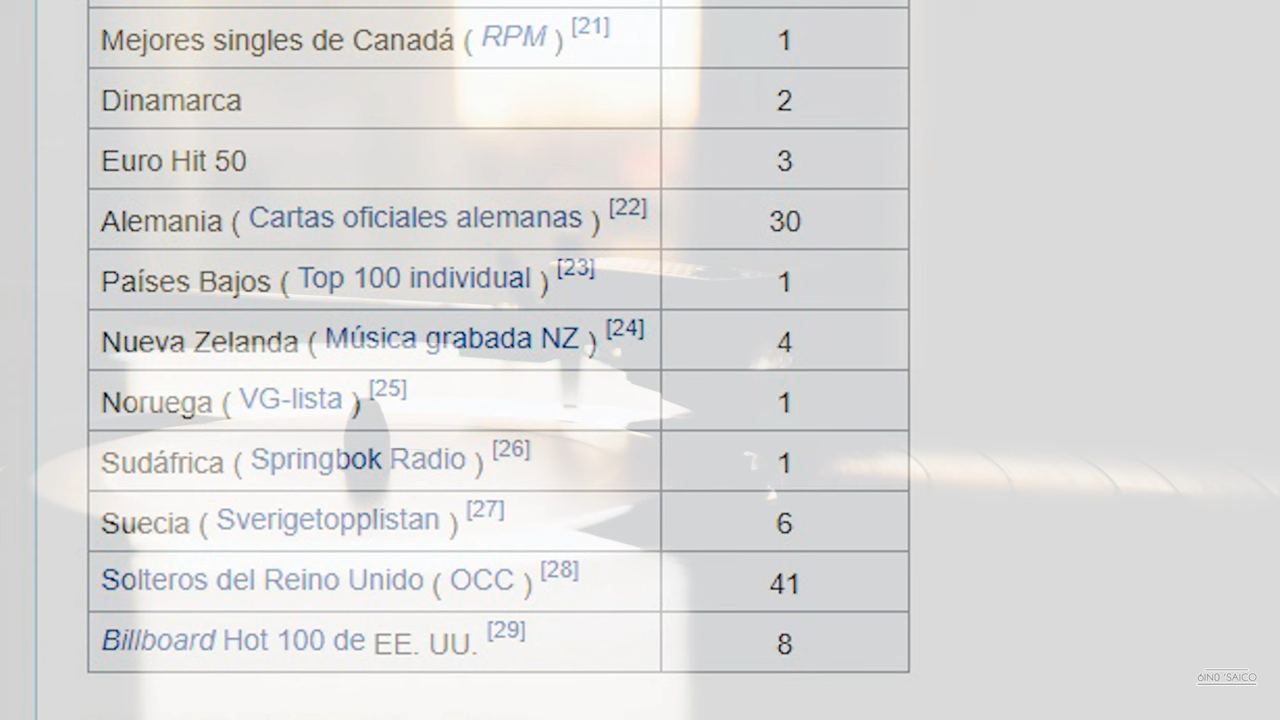 Mejores singles de Canadá ( RPM ) [21] 1
Dinamarca 2
Euro Hit 50 3
Alemania ( Cartas oficiales alemanas ) [22] 30
Países Bajos ( Top 100 individual ) [23] 1
Nueva Zelanda ( Música grabada NZ ) [24] 4
Noruega ( VG-lista ) [25] 1
Sudáfrica ( Springbok Radio ) [26] 1
Suecia ( Sverigetopplistan ) [27] 6
Solteros del Reino Unido ( OCC ) [28] 41
Billboard Hot 100 de EE. UU. [29] 8